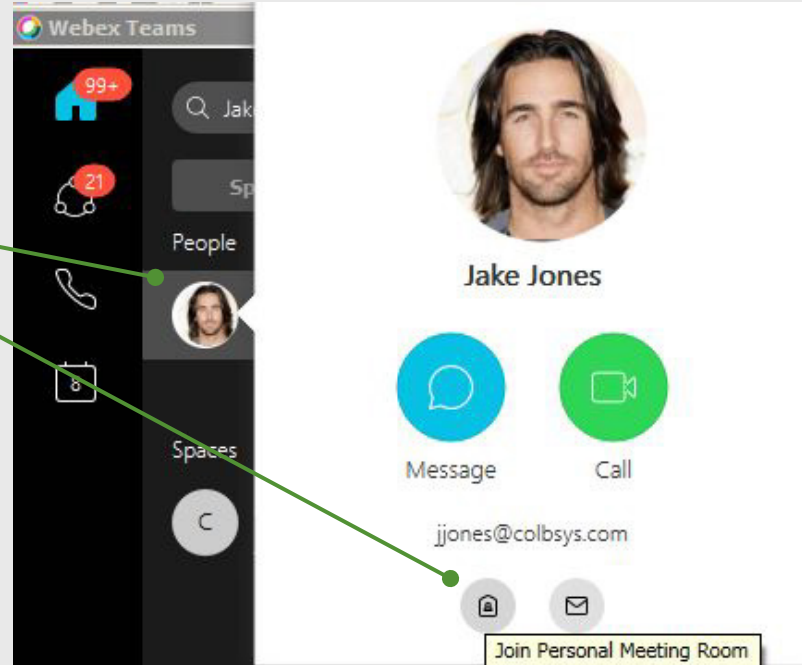 Webex Teams
99+
Jak
21
Sp
People
Jake Jones
8
Spaces
Message
Call
C
jjones@colbsys.com
Join Personal Meeting Room